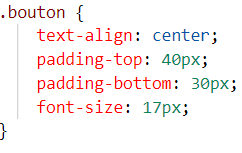 .bouton {
    text-align: center;
    padding-top: 40px;
    padding-bottom: 30px;
    font-size: 17px;
}